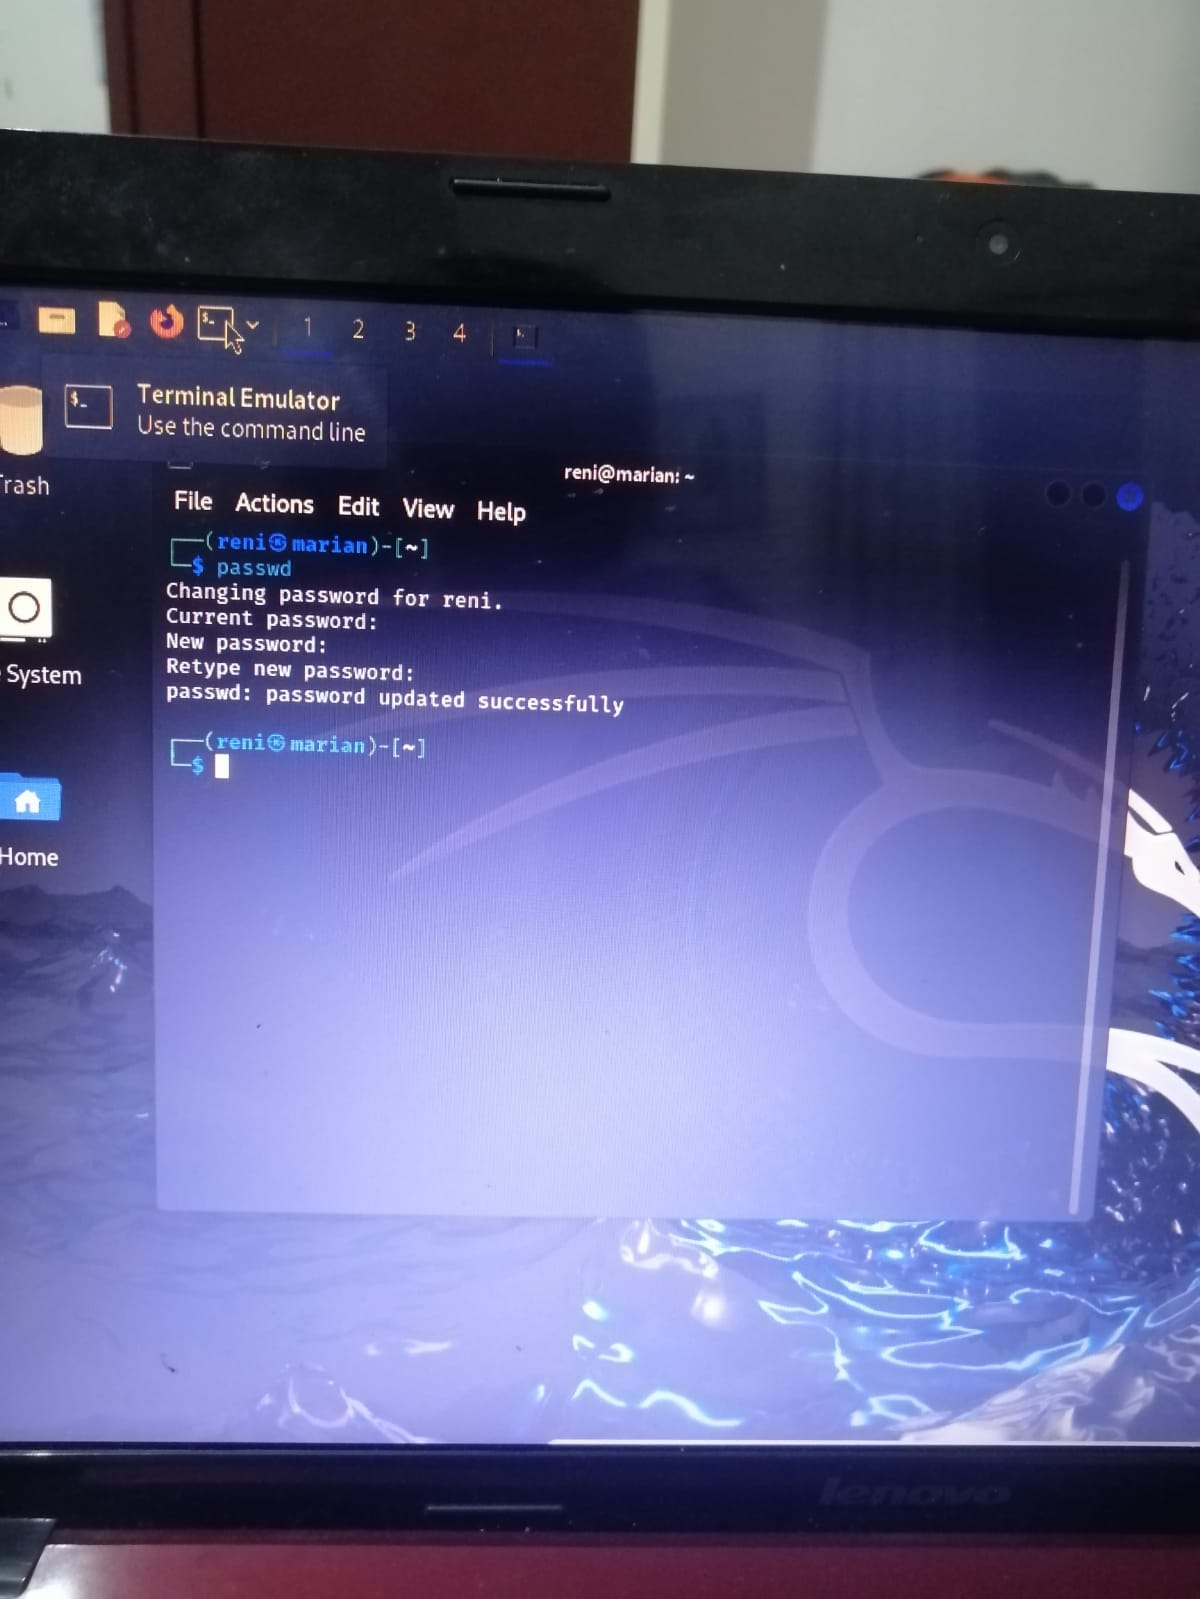 1 2 3 4
Terminal Emulator
Use the command line
Trash
reni@marian: ~
File Actions Edit View Help
┌──(reni㉿marian)-[~]
└─$ passwd
Changing password for reni.
Current password:
New password:
Retype new password:
passwd: password updated successfully
┌──(reni㉿marian)-[~]
└─$
System
Home
lenovo